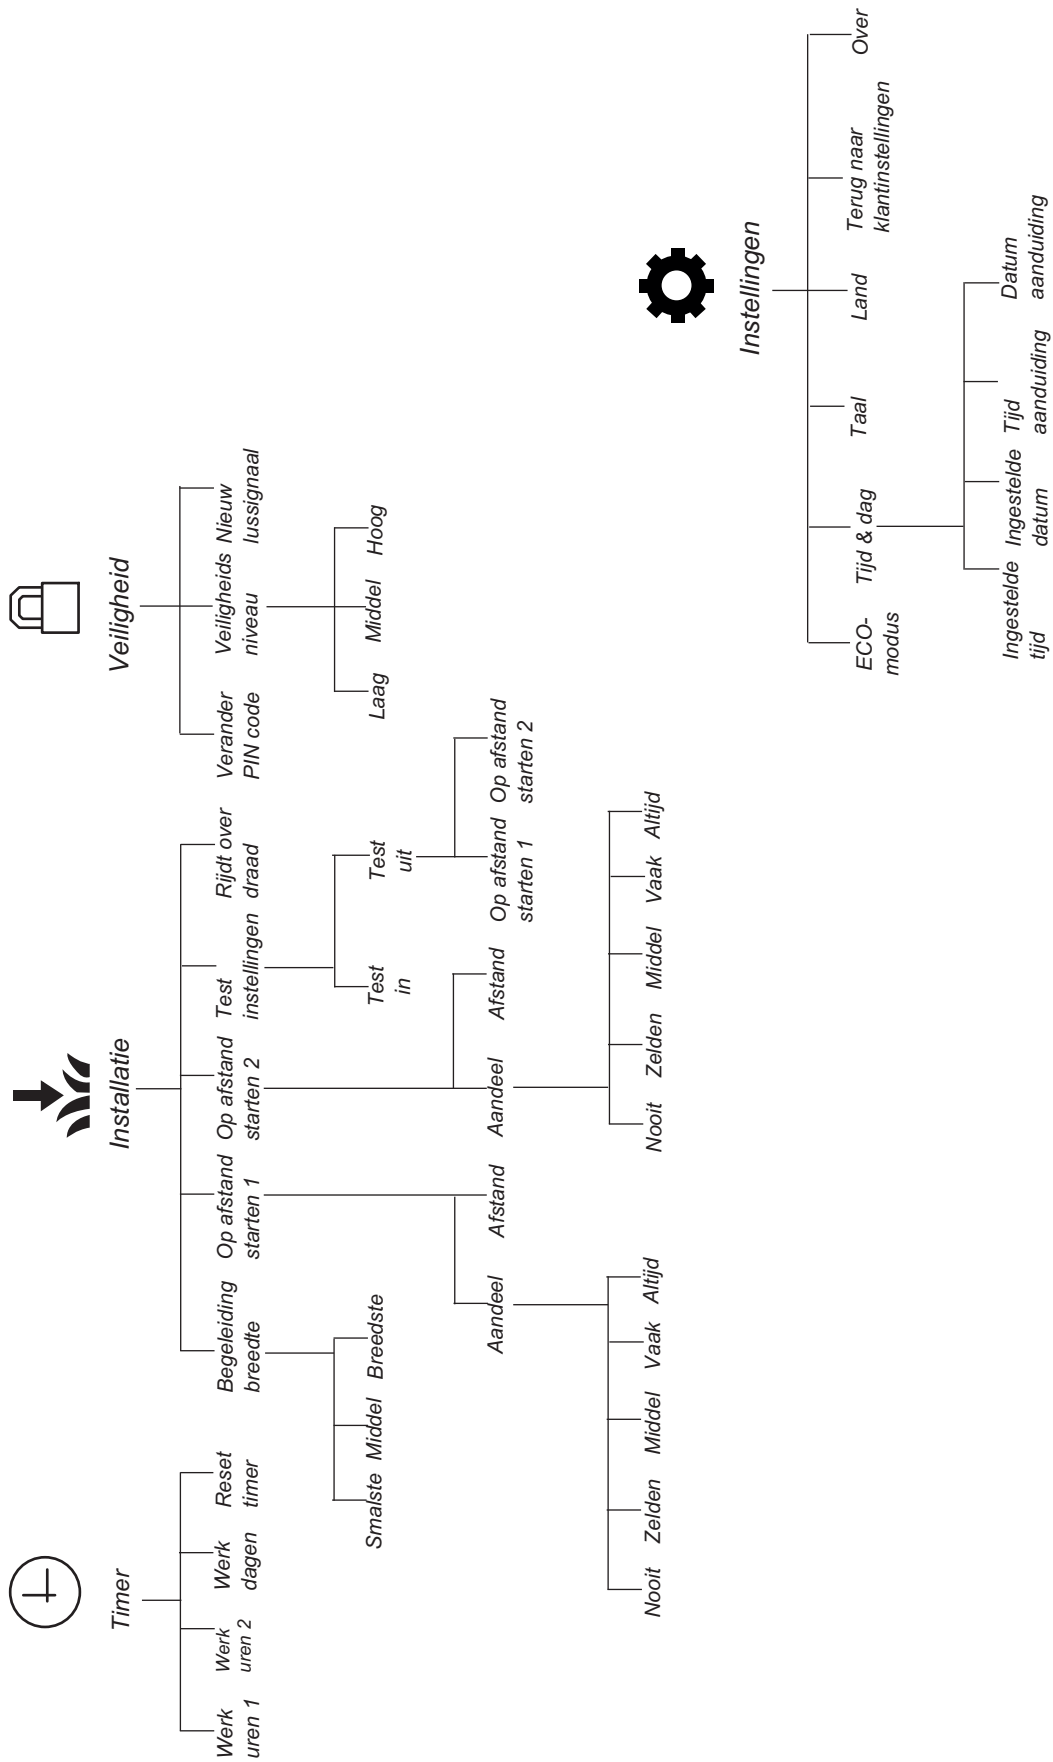 Timer
Werk
uren 1
Werk
uren 2
Werk
dagen
Reset
timer
Installatie
Begeleiding
breedte
Op afstand
starten 1
Op afstand
starten 2
Test
instellingen
Rijdt over
draad
Smalste
Middel
Breedste
Test
in
Test
uit
Aandeel
Afstand
Aandeel
Afstand
Op afstand
starten 1
Op afstand
starten 2
Nooit
Zelden
Middel
Vaak
Altijd
Nooit
Zelden
Middel
Vaak
Altijd
Veiligheid
Verander
PIN code
Veiligheids
niveau
Nieuw
lussignaal
Laag
Middel
Hoog
Instellingen
ECO-
modus
Tijd & dag
Taal
Land
Terug naar
klantinstellingen
Over
Ingestelde
tijd
Ingestelde
datum
Tijd
aanduiding
Datum
aanduiding